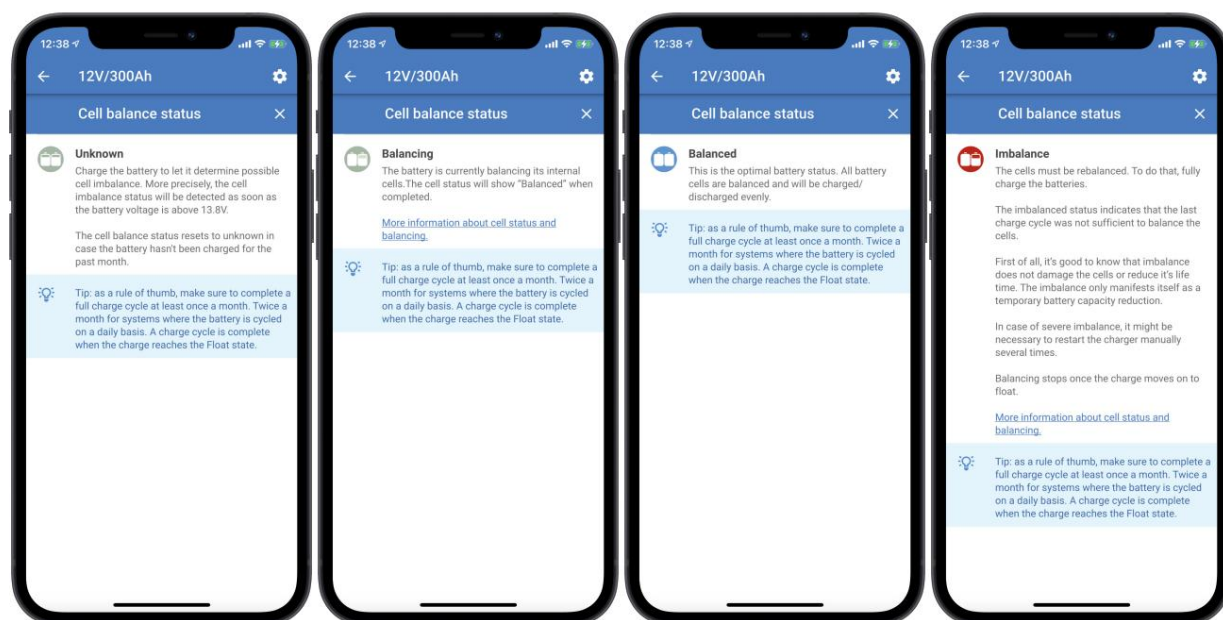 12:38
12V/300Ah
Cell balance status
Unknown
Charge the battery to let it determine possible
cell imbalance. More precisely, the cell
imbalance status will be detected as soon as
the battery voltage is above 13.8V.
The cell balance status resets to unknown in
case the battery hasn't been charged for the
past month.
Tip: as a rule of thumb, make sure to complete a
full charge cycle at least once a month. Twice a
month for systems where the battery is cycled
on a daily basis. A charge cycle is complete
when the charge reaches the Float state.
12:38
12V/300Ah
Cell balance status
Balancing
The battery is currently balancing its internal
cells.The cell status will show "Balanced" when
completed.
More information about cell status and
balancing.
Tip: as a rule of thumb, make sure to complete a
full charge cycle at least once a month. Twice a
month for systems where the battery is cycled
on a daily basis. A charge cycle is complete
when the charge reaches the Float state.
12:38
12V/300Ah
Cell balance status
Balanced
This is the optimal battery status. All battery
cells are balanced and will be charged/
discharged evenly.
Tip: as a rule of thumb, make sure to complete a
full charge cycle at least once a month. Twice a
month for systems where the battery is cycled
on a daily basis. A charge cycle is complete
when the charge reaches the Float state.
12:38
12V/300Ah
Cell balance status
Imbalance
The cells must be rebalanced. To do that, fully
charge the batteries.
The imbalanced status indicates that the last
charge cycle was not sufficient to balance the
cells.
First of all, it's good to know that imbalance
does not damage the cells or reduce it's life
time. The imbalance only manifests itself as a
temporary battery capacity reduction.
In case of severe imbalance, it might be
necessary to restart the charger manually
several times.
Balancing stops once the charge moves on to
float.
More information about cell status and
balancing.
Tip: as a rule of thumb, make sure to complete a
full charge cycle at least once a month. Twice a
month for systems where the battery is cycled
on a daily basis. A charge cycle is complete
when the charge reaches the Float state.